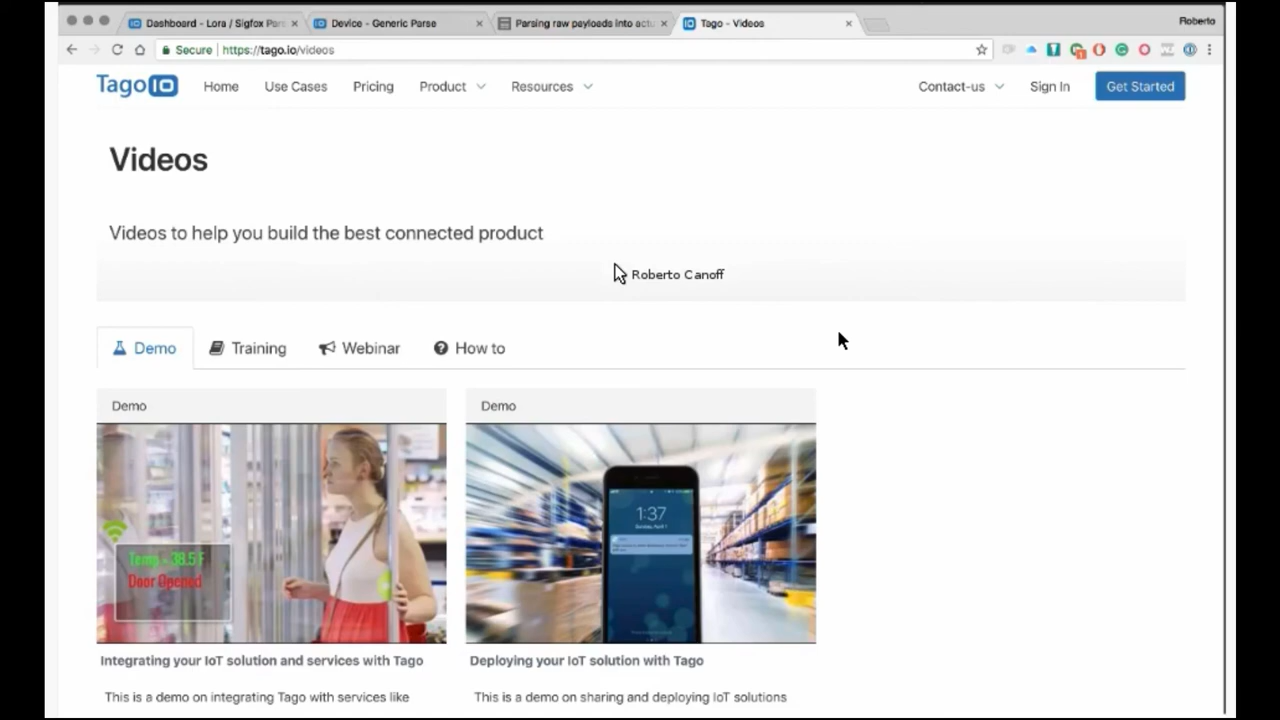 Dashboard - Lora / Sigfox Pars
Device - Generic Parse
Parsing raw payloads into actu
Tago - Videos
Roberto
Secure
https://tago.io/videos
Tago IO
Home
Use Cases
Pricing
Product
Resources
Contact-us
Sign In
Get Started
Videos
Videos to help you build the best connected product
Roberto Canoff
Demo
Training
Webinar
How to
Demo
Demo
Temp - 38.5 F
Door Opened
1:37
Integrating your IoT solution and services with Tago
Deploying your IoT solution with Tago
This is a demo on integrating Tago with services like
This is a demo on sharing and deploying IoT solutions